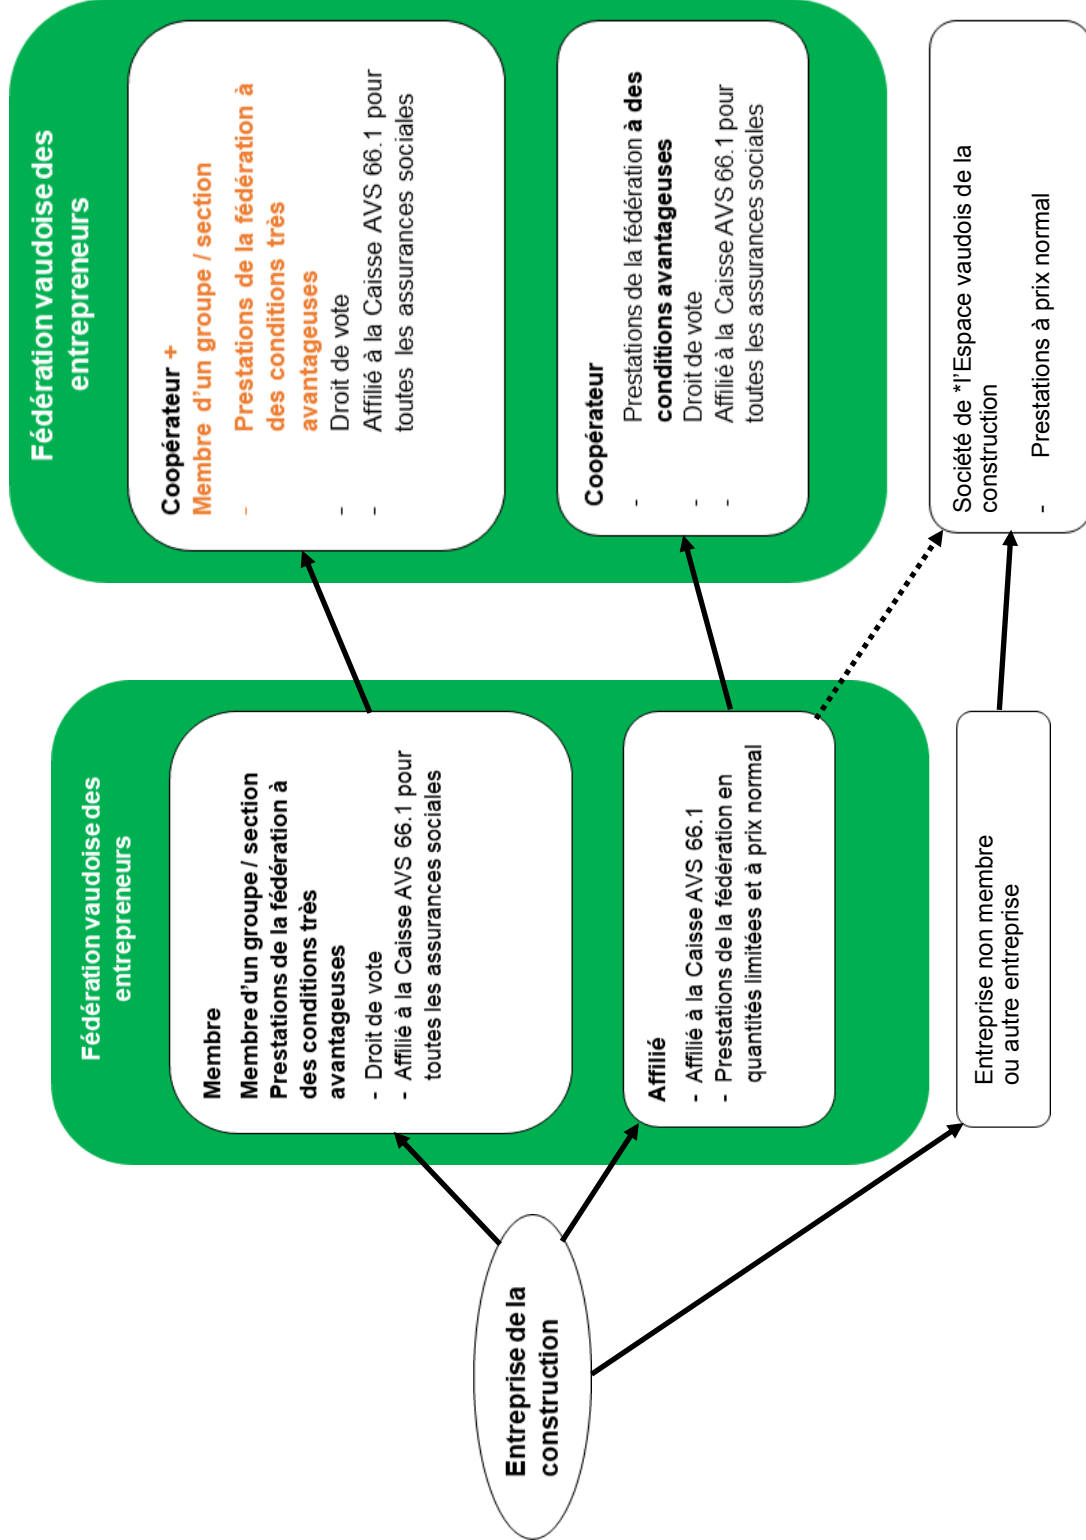 Entreprise de la
construction
Fédération vaudoise des
entrepreneurs
Membre
Membre d'un groupe / section
Prestations de la fédération à
des conditions très
avantageuses
- Droit de vote
- Affilié à la Caisse AVS 66.1 pour
toutes les assurances sociales
Affilié
- Affilié à la Caisse AVS 66.1
- Prestations de la fédération en
quantités limitées et à prix normal
Entreprise non membre
ou autre entreprise
Fédération vaudoise des
entrepreneurs
Coopérateur +
Membre d'un groupe / section
- Prestations de la fédération à
des conditions très
avantageuses
- Droit de vote
- Affilié à la Caisse AVS 66.1 pour
toutes les assurances sociales
Coopérateur
- Prestations de la fédération à des
conditions avantageuses
- Droit de vote
- Affilié à la Caisse AVS 66.1 pour
toutes les assurances sociales
Société de *l'Espace vaudois de la
construction
- Prestations à prix normal